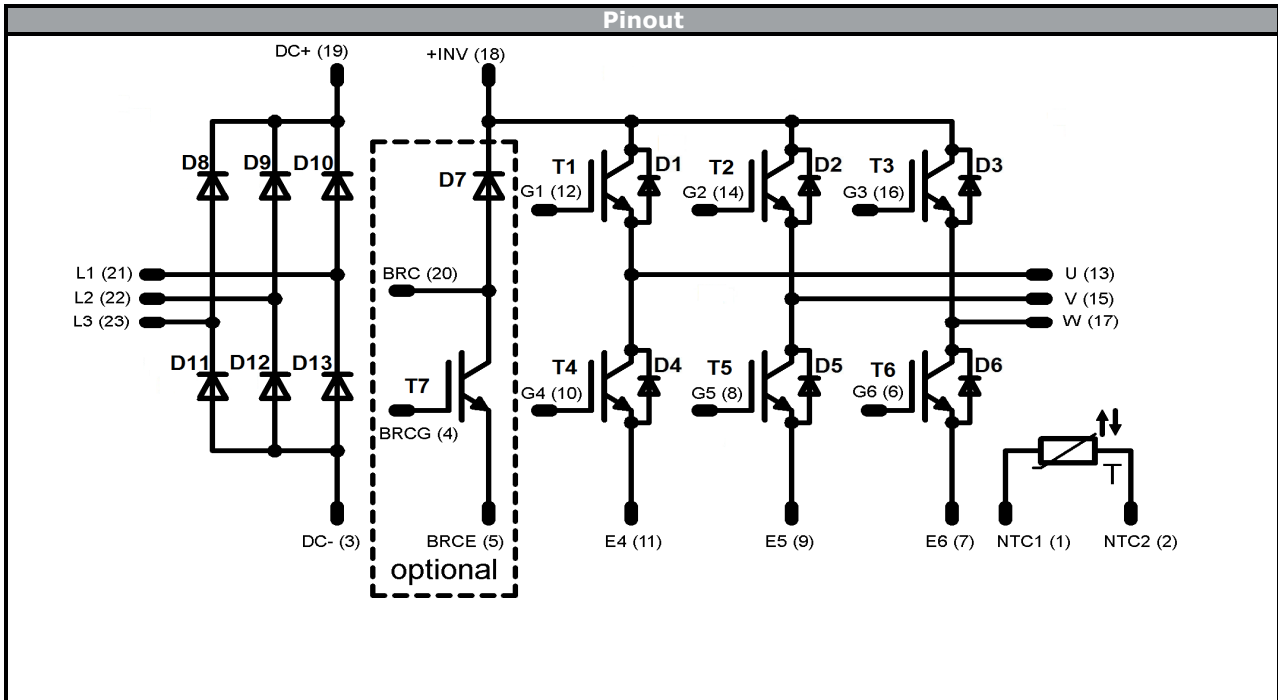 Pinout
DC+ (19)
+INV (18)
D8
D9
D10
D7
T1
D1
T2
D2
T3
D3
G1 (12)
G2 (14)
G3 (16)
L1 (21)
L2 (22)
L3 (23)
BRC (20)
U (13)
V (15)
W (17)
D11
D12
D13
T7
BRCG (4)
T4
D4
T5
D5
T6
D6
G4 (10)
G5 (8)
G6 (6)
T
DC- (3)
BRCE (5)
E4 (11)
E5 (9)
E6 (7)
NTC1 (1)
NTC2 (2)
optional